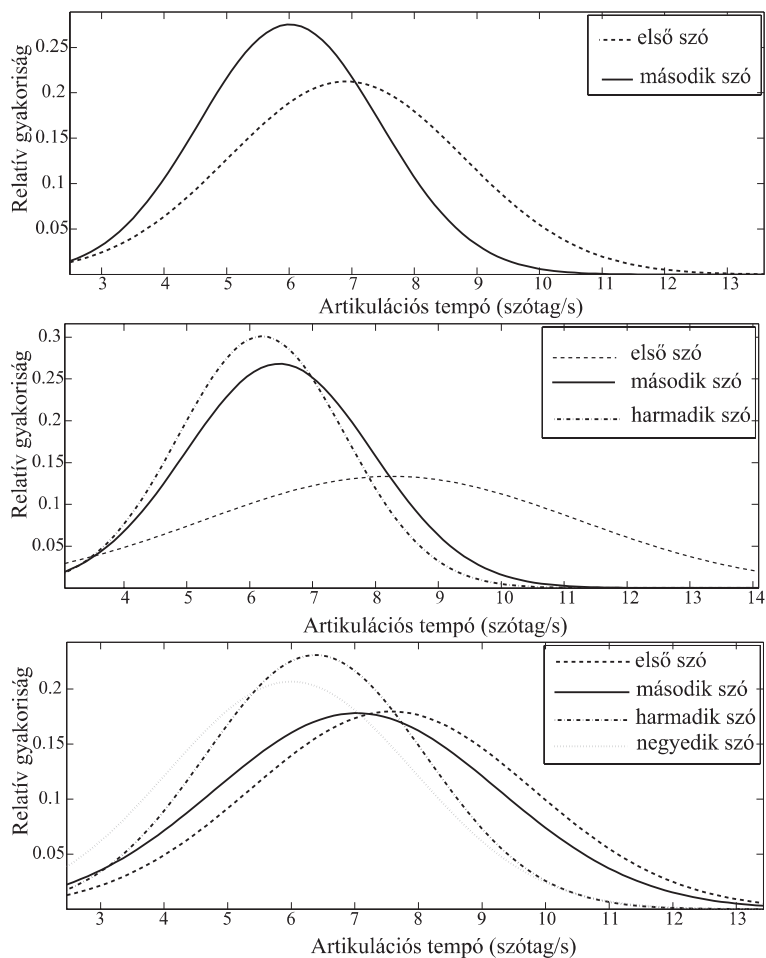 Relatív gyakoriság
0.25
0.2
0.15
0.1
0.05
első szó
második szó
3 4 5 6 7 8 9 10 11 12 13
Artikulációs tempó (szótag/s)
Relatív gyakoriság
0.3
0.25
0.2
0.15
0.1
0.05
első szó
második szó
harmadik szó
4 5 6 7 8 9 10 11 12 13 14
Artikulációs tempó (szótag/s)
Relatív gyakoriság
0.2
0.15
0.1
0.05
első szó
második szó
harmadik szó
negyedik szó
3 4 5 6 7 8 9 10 11 12 13
Artikulációs tempó (szótag/s)